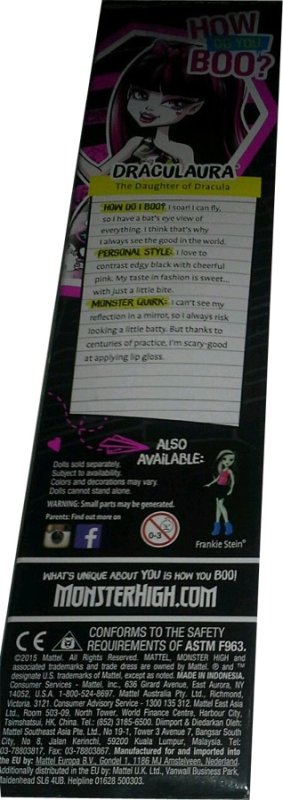 HOW
DO YOU
BOO?
DRACULAURA®
The Daughter of Dracula
HOW DO I BOO? I soar! I can fly,
so I have a bat's eye view of
everything. I think that's why
I always see the good in the world.
PERSONAL STYLE: I love to
contrast edgy black with cheerful
pink. My taste in fashion is sweet...
with just a little bite.
MONSTER QUIRK: I can't see my
reflection in a mirror, so I always risk
looking a little batty. But thanks to
centuries of practice, I'm scary-good
at applying lip gloss.
ALSO
AVAILABLE:
Dolls sold separately.
Subject to availability.
Colors and decorations may vary.
Dolls cannot stand alone.
WARNING: Small parts may be generated.
Parents: Find out more on
0-3
Frankie Stein®
WHAT'S UNIQUE ABOUT YOU IS HOW YOU BOO!
MONSTERHIGH.COM
CE CONFORMS TO THE SAFETY
REQUIREMENTS OF ASTM F963.
©2015 Mattel. All Rights Reserved. MATTEL, MONSTER HIGH and
associated trademarks and trade dress are owned by Mattel. ® and ™
designate U.S. trademarks of Mattel, except as noted. MADE IN INDONESIA.
Consumer Services - Mattel, Inc., 636 Girard Avenue, East Aurora, NY
14052, U.S.A. 1-800-524-8697. Mattel Australia Pty. Ltd., Richmond,
Victoria. 3121. Consumer Advisory Service - 1300 135 312. Mattel East Asia
Ltd., Room 503-09, North Tower, World Finance Centre, Harbour City,
Tsimshatsui, HK, China. Tel.: (852) 3185-6500. Diimport & Diedarkan Oleh:
Mattel Southeast Asia Pte. Ltd., No 19-1, Tower 3 Avenue 7, Bangsar South
City, No 8, Jalan Kerinchi, 59200 Kuala Lumpur, Malaysia. Tel:
03-78803817, Fax: 03-78803867. Manufactured for and imported into
the EU by: Mattel Europa B.V., Gondel 1, 1186 MJ Amstelveen, Nederland.
Additionally distributed in the EU by: Mattel U.K. Ltd., Vanwall Business Park,
Maidenhead SL6 4UB. Helpline 01628 500303.